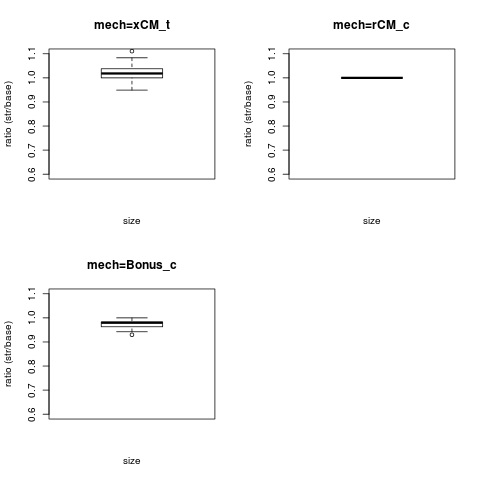 mech=xCM_t
ratio (str/base)
0.6 0.7 0.8 0.9 1.0 1.1
size
mech=rCM_c
ratio (str/base)
0.6 0.7 0.8 0.9 1.0 1.1
size
mech=Bonus_c
ratio (str/base)
0.6 0.7 0.8 0.9 1.0 1.1
size